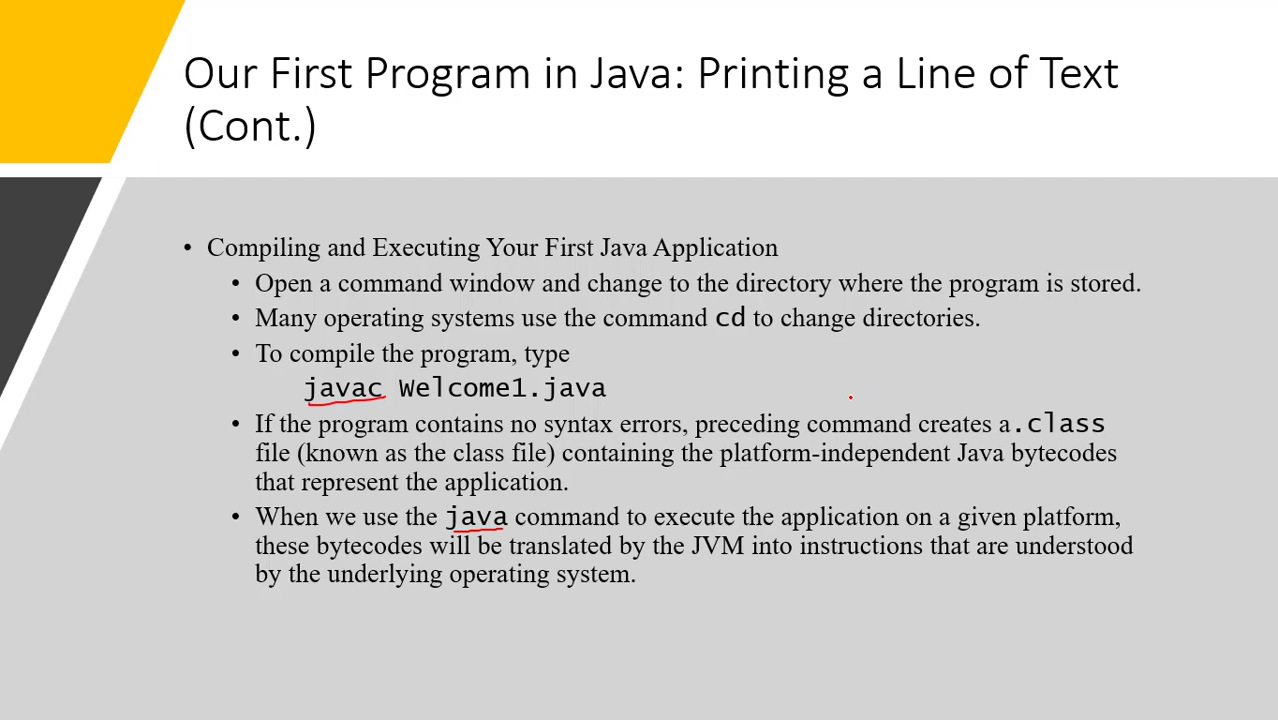 Our First Program in Java: Printing a Line of Text
(Cont.)
• Compiling and Executing Your First Java Application
• Open a command window and change to the directory where the program is stored.
• Many operating systems use the command cd to change directories.
• To compile the program, type
javac Welcome1.java
• If the program contains no syntax errors, preceding command creates a .class
file (known as the class file) containing the platform-independent Java bytecodes
that represent the application.
• When we use the java command to execute the application on a given platform,
these bytecodes will be translated by the JVM into instructions that are understood
by the underlying operating system.